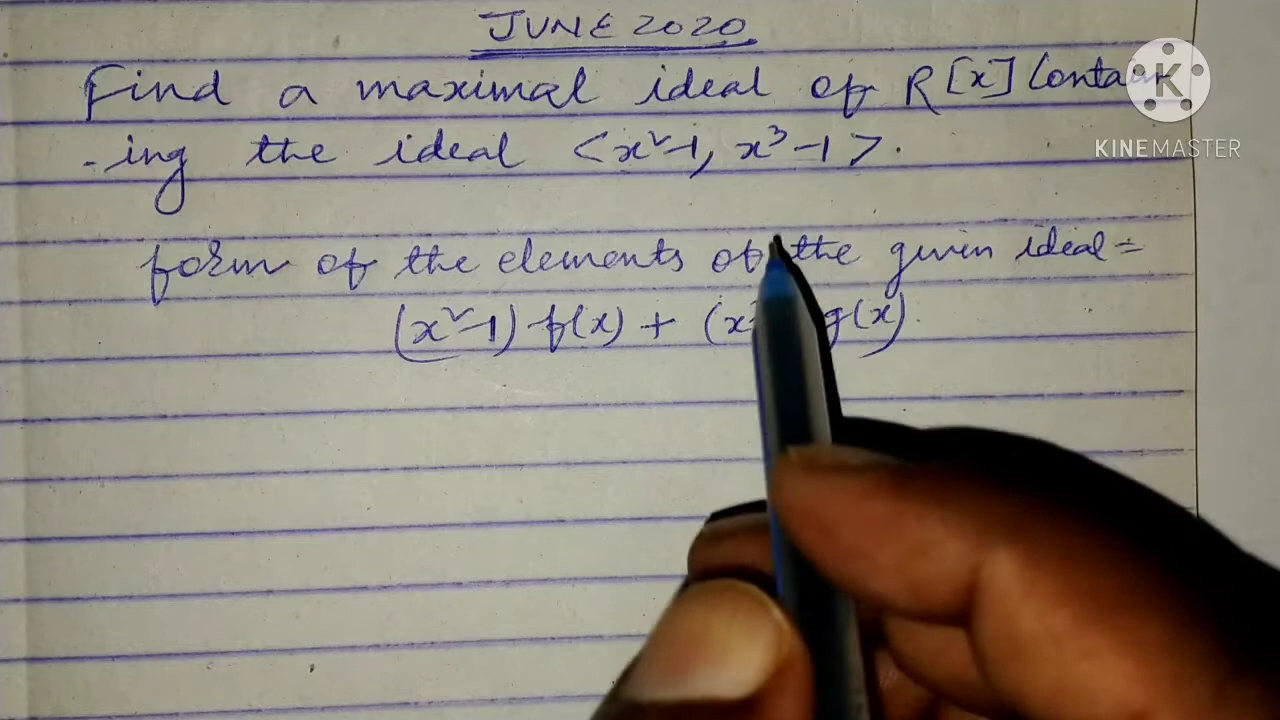 JUNE 2020
Find a maximal ideal of R[x] Contain
-ing the ideal <x²-1, x³-1>.
form of the elements of the given ideal =
(x²-1) f(x) + (x g(x).
K
KINEMASTER